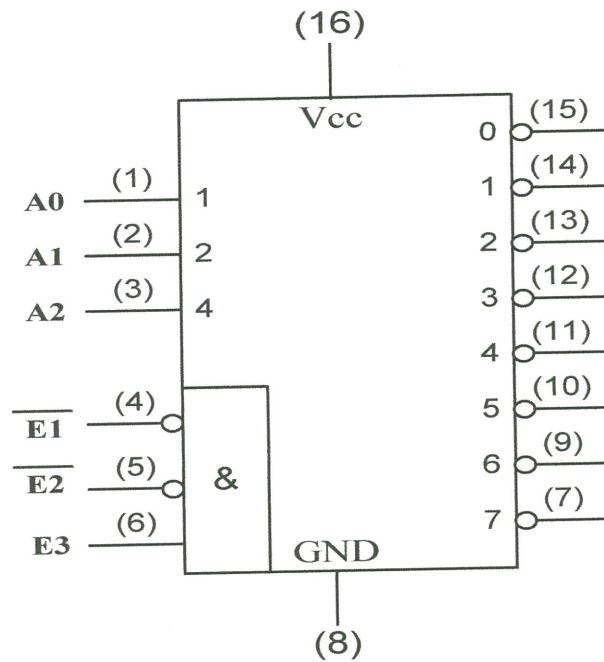 (16)
Vcc
0 (15)
1 (14)
A0 (1) 1
2 (13)
A1 (2) 2
3 (12)
A2 (3) 4
4 (11)
5 (10)
E1 (4)
6 (9)
E2 (5) &
7 (7)
E3 (6)
GND
(8)